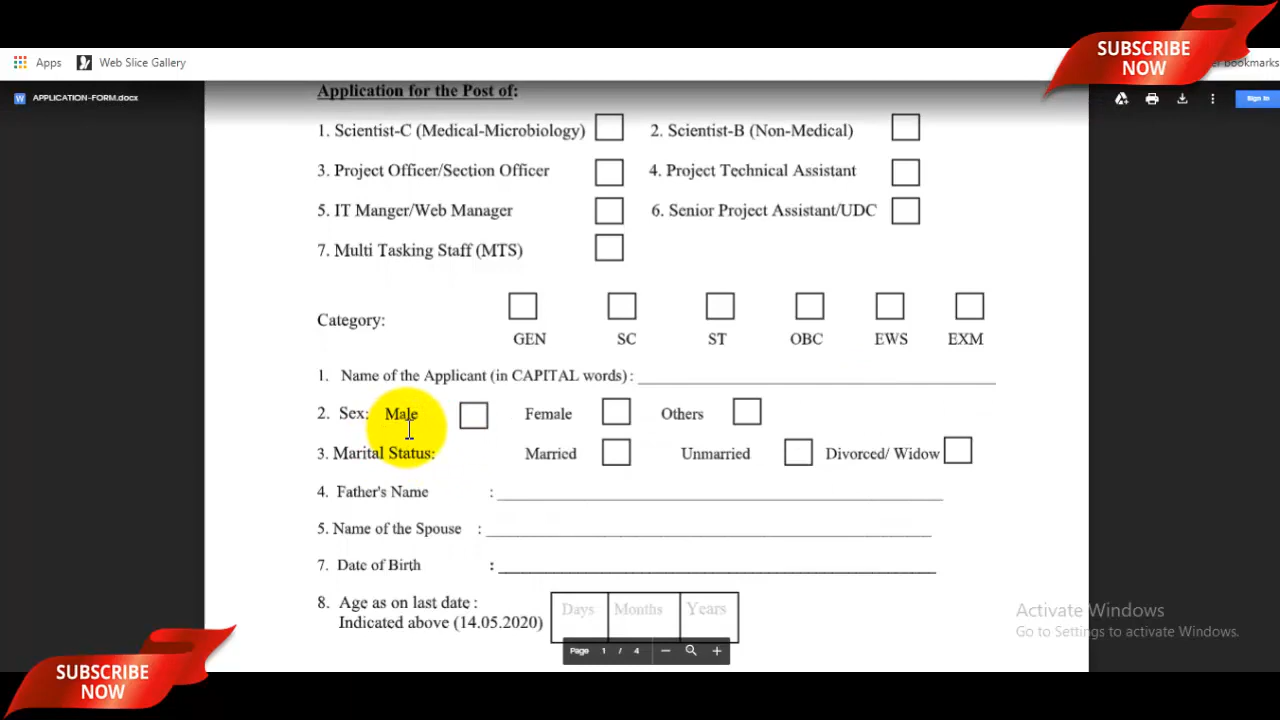 SUBSCRIBE
NOW
Apps Web Slice Gallery
bookmarks
APPLICATION-FORM.docx
Sign in
Application for the Post of:
1. Scientist-C (Medical-Microbiology) 2. Scientist-B (Non-Medical)
3. Project Officer/Section Officer 4. Project Technical Assistant
5. IT Manger/Web Manager 6. Senior Project Assistant/UDC
7. Multi Tasking Staff (MTS)
Category:
GEN SC ST OBC EWS EXM
1. Name of the Applicant (in CAPITAL words) :
2. Sex: Male Female Others
3. Marital Status: Married Unmarried Divorced/ Widow
4. Father's Name :
5. Name of the Spouse :
7. Date of Birth :
8. Age as on last date :
Indicated above (14.05.2020)
Days Months Years
Page 1 / 4
Activate Windows
Go to Settings to activate Windows.
SUBSCRIBE
NOW